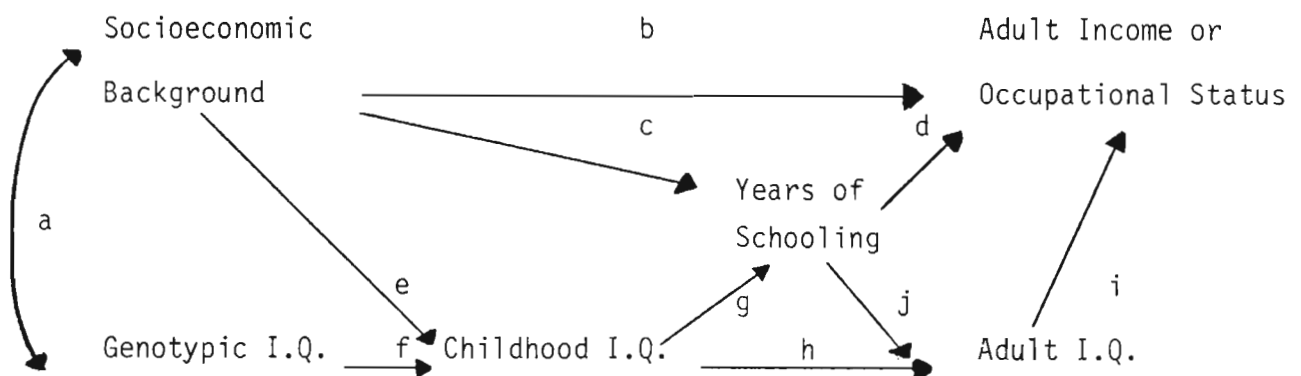 Socioeconomic b Adult Income or
Background Occupational Status
c d
Years of
a Schooling
e g j i
Genotypic I.Q. f Childhood I.Q. h Adult I.Q.